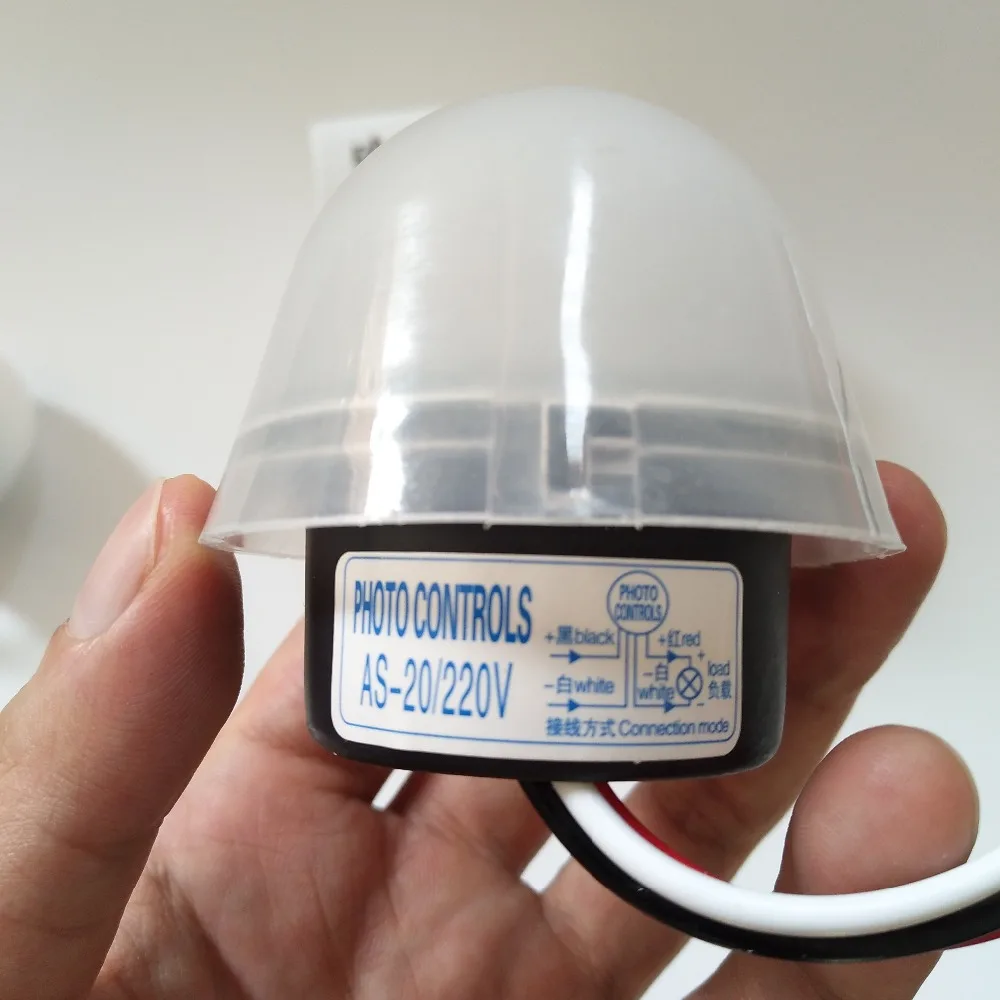 PHOTO CONTROLS
AS-20/220V
PHOTO
CONTROLS
+黑black
-白white
+红red
+
-白
white
load
负载
-
接线方式 Connection mode